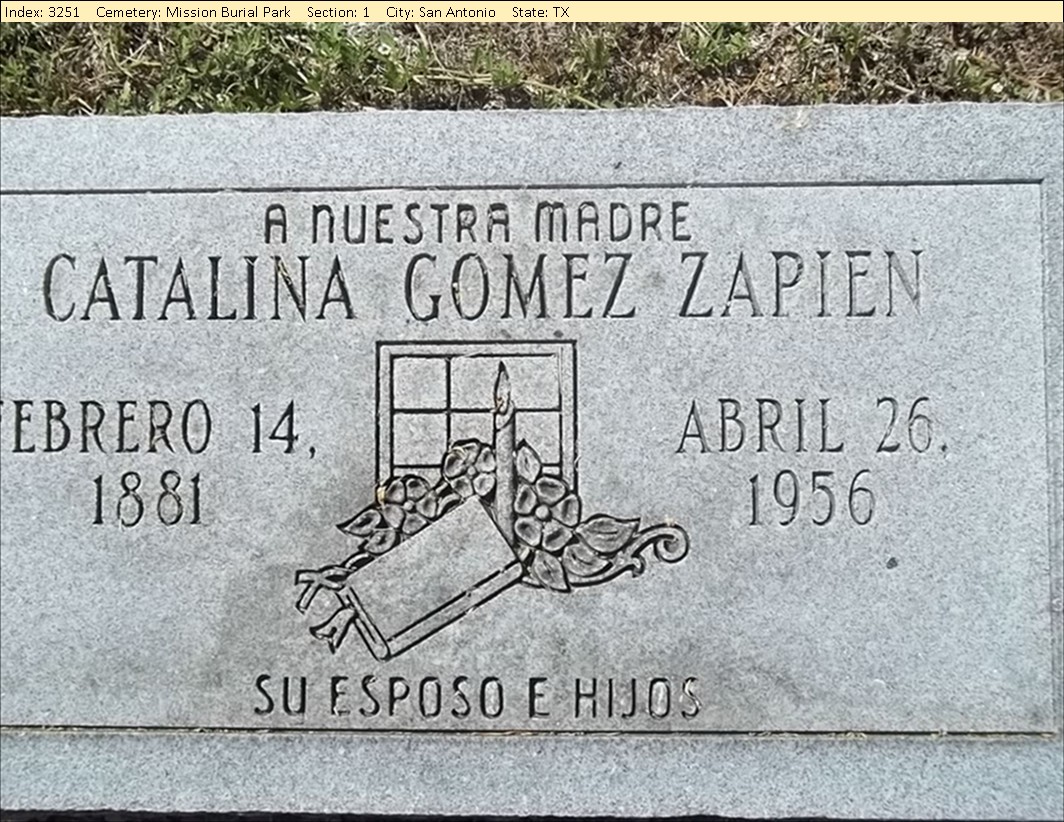 Index: 3251 Cemetery: Mission Burial Park Section: 1 City: San Antonio State: TX
A NUESTRA MADRE
CATALINA GOMEZ ZAPIEN
FEBRERO 14,
1881
ABRIL 26,
1956
SU ESPOSO E HIJOS